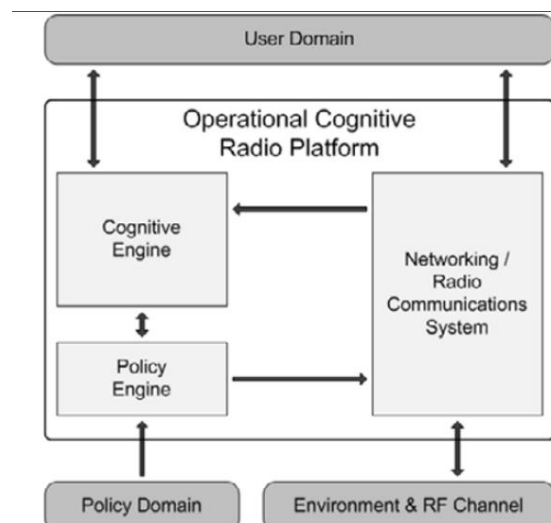 User Domain
Operational Cognitive
Radio Platform
Cognitive
Engine
Networking /
Radio
Communications
System
Policy
Engine
Policy Domain
Environment & RF Channel